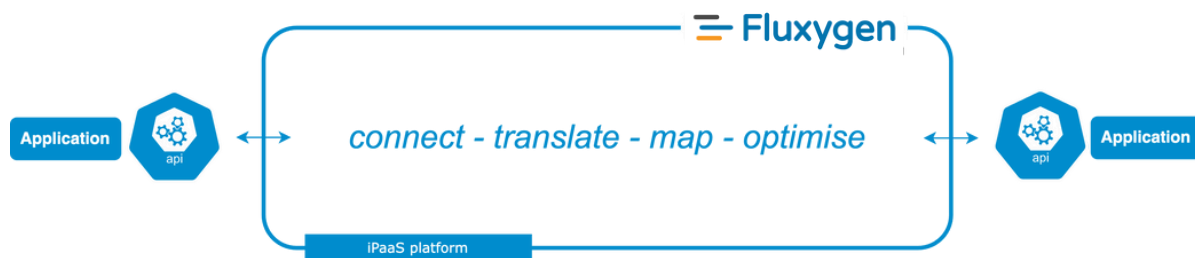 Fluxygen
Application
api
connect - translate - map - optimise
api
Application
iPaaS platform